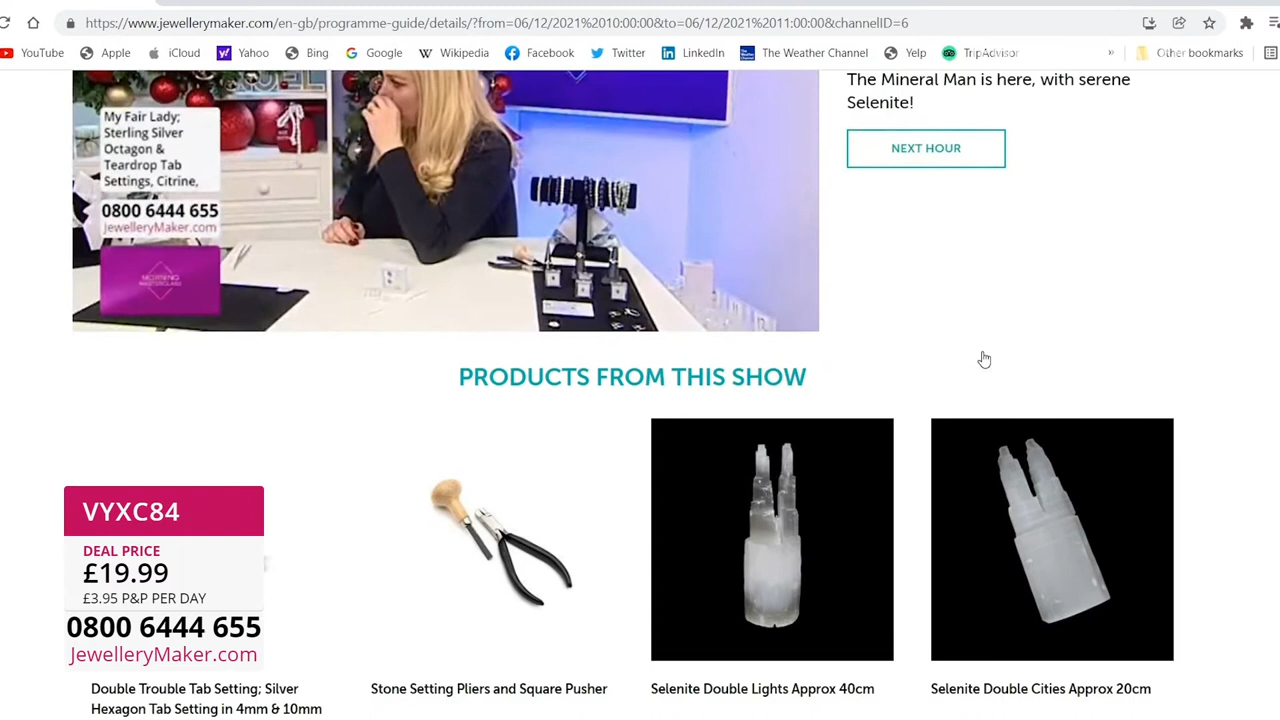 https://www.jewellerymaker.com/en-gb/programme-guide/details/?from=06/12/2021%2010:00:00&to=06/12/2021%2011:00:00&channelID=6
YouTube Apple iCloud Yahoo Bing Google Wikipedia Facebook Twitter LinkedIn The Weather Channel Yelp TripAdvisor » Other bookmarks
The Mineral Man is here, with serene
Selenite!
NEXT HOUR
My Fair Lady;
Sterling Silver
Octagon &
Teardrop Tab
Settings, Citrine,
0800 6444 655
JewelleryMaker.com
MORNING
MASTERCLASS
PRODUCTS FROM THIS SHOW
VYXC84
DEAL PRICE
£19.99
£3.95 P&P PER DAY
0800 6444 655
JewelleryMaker.com
Double Trouble Tab Setting; Silver
Hexagon Tab Setting in 4mm & 10mm
Stone Setting Pliers and Square Pusher
Selenite Double Lights Approx 40cm
Selenite Double Cities Approx 20cm